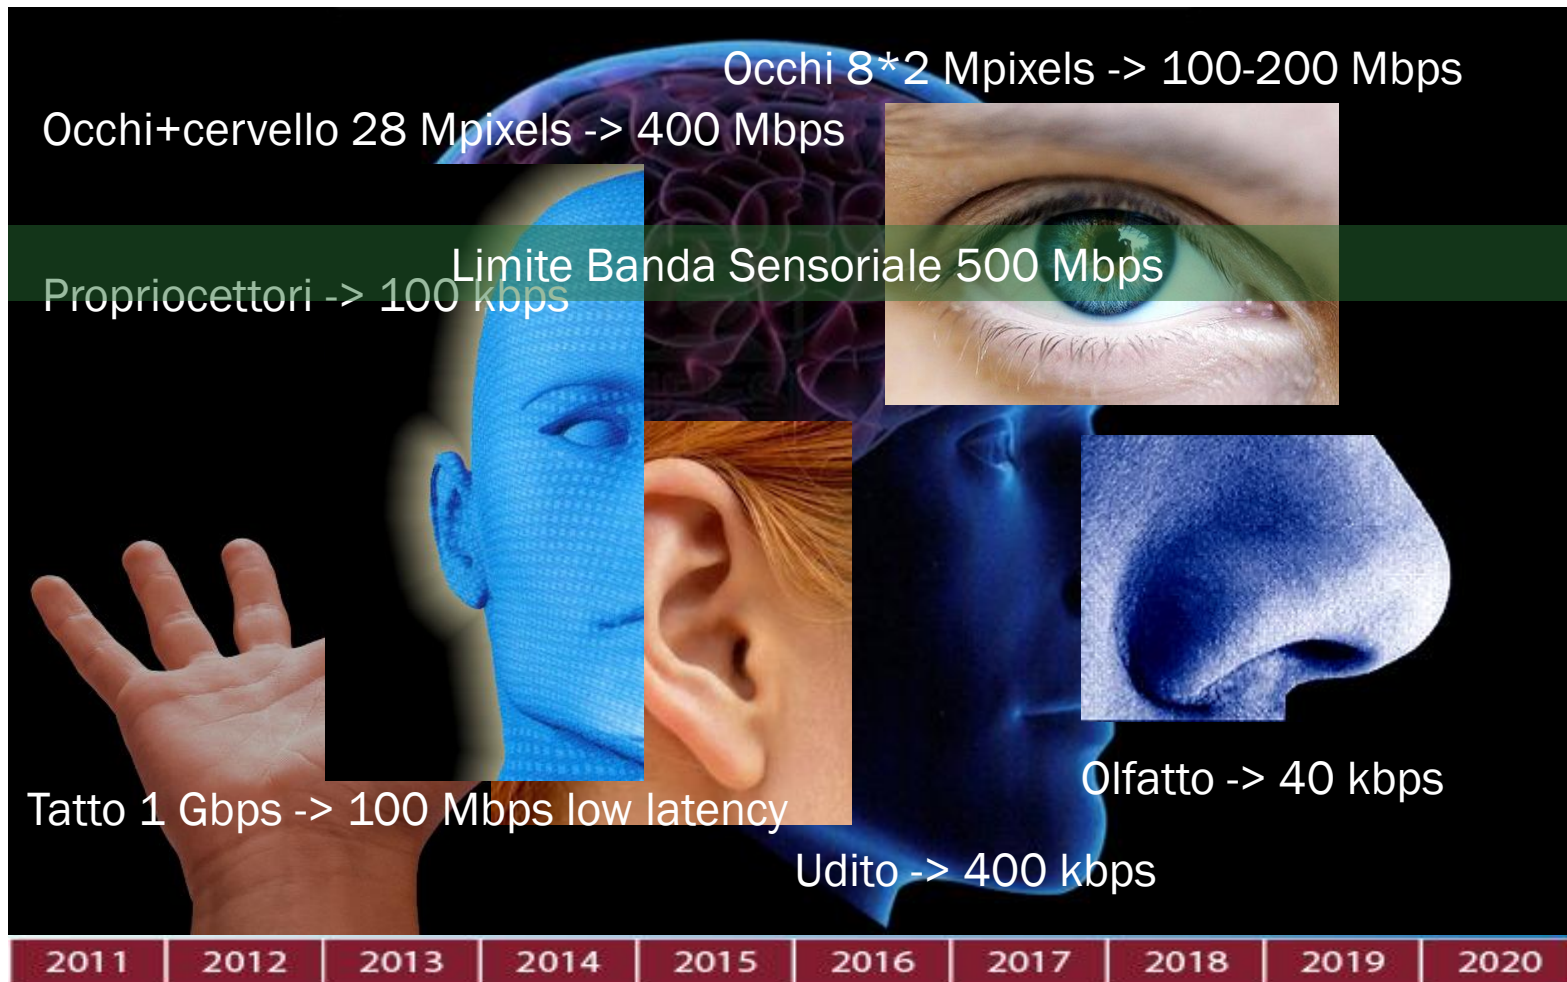 Occhi 8*2 Mpixels -> 100-200 Mbps
Occhi+cervello 28 Mpixels -> 400 Mbps
Limite Banda Sensoriale 500 Mbps
Propriocettori -> 100 kbps
Olfatto -> 40 kbps
Tatto 1 Gbps -> 100 Mbps low latency
Udito -> 400 kbps
2011 2012 2013 2014 2015 2016 2017 2018 2019 2020